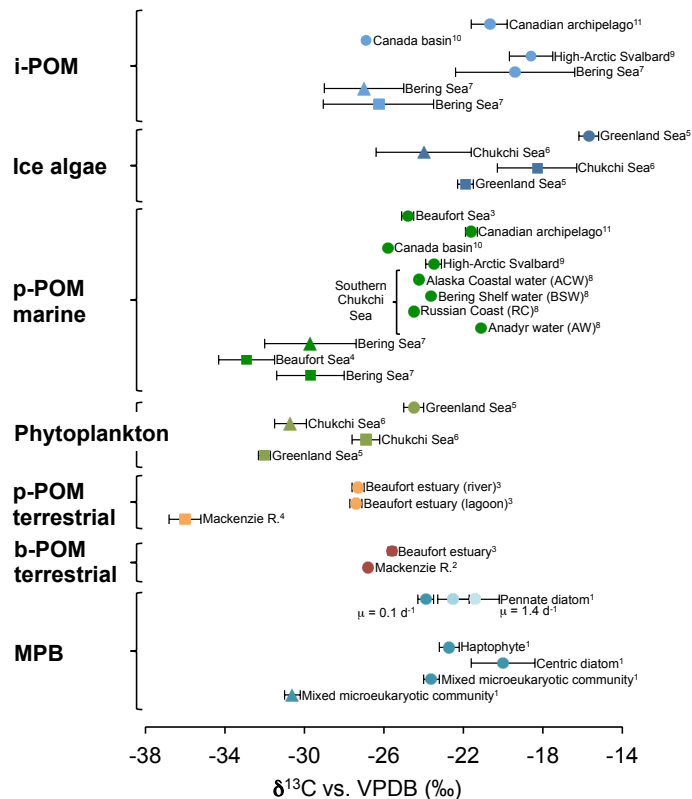 Canadian archipelago¹¹
Canada basin¹⁰
i-POM
High-Arctic Svalbard⁹
Bering Sea⁷
Bering Sea⁷
Bering Sea⁷
Greenland Sea⁵
Ice algae
Chukchi Sea⁶
Chukchi Sea⁶
Greenland Sea⁵
Beaufort Sea³
Canadian archipelago¹¹
Canada basin¹⁰
High-Arctic Svalbard⁹
p-POM
marine
Southern
Chukchi
Sea
Alaska Coastal water (ACW)⁸
Bering Shelf water (BSW)⁸
Russian Coast (RC)⁸
Anadyr water (AW)⁸
Bering Sea⁷
Beaufort Sea⁴
Bering Sea⁷
Greenland Sea⁵
Phytoplankton
Chukchi Sea⁶
Chukchi Sea⁶
Greenland Sea⁵
p-POM
terrestrial
Beaufort estuary (river)³
Beaufort estuary (lagoon)³
Mackenzie R.⁴
b-POM
terrestrial
Beaufort estuary³
Mackenzie R.²
Pennate diatom¹
μ = 0.1 d⁻¹
μ = 1.4 d⁻¹
MPB
Haptophyte¹
Centric diatom¹
Mixed microeukaryotic community¹
Mixed microeukaryotic community¹
-38 -34 -30 -26 -22 -18 -14
δ¹³C vs. VPDB (‰)